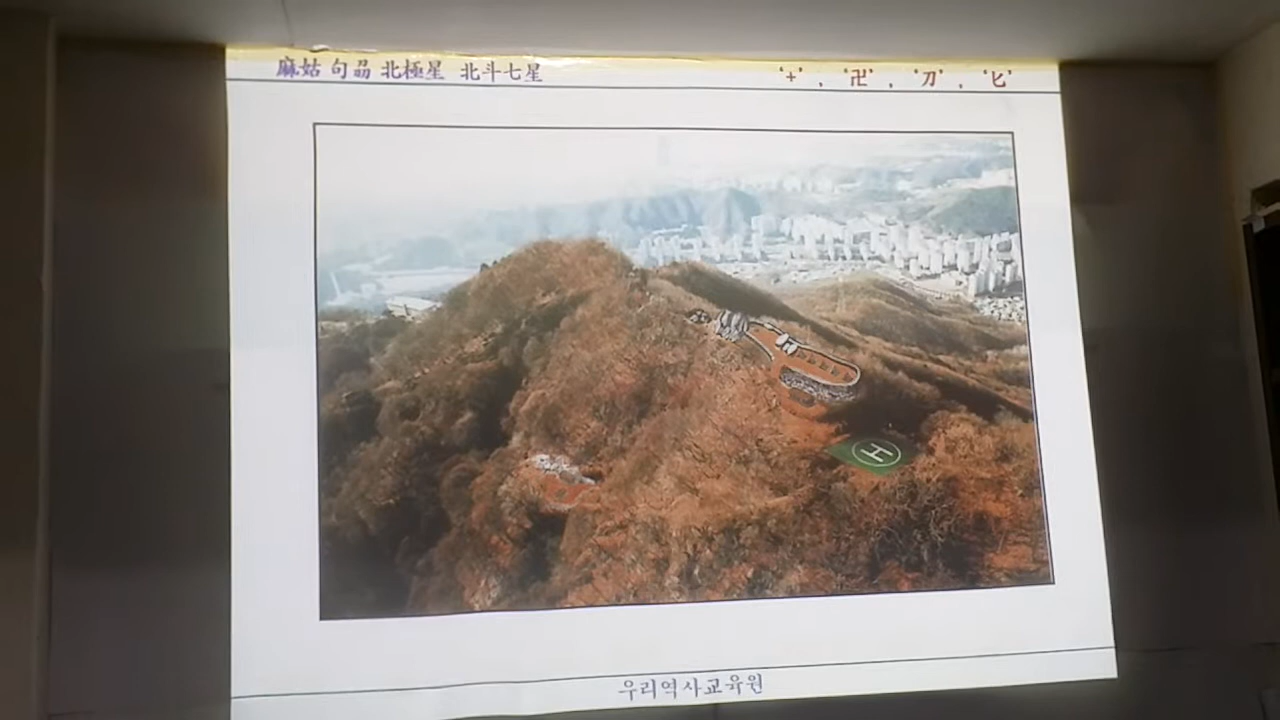 麻姑 句 刕 北極星 北斗七星
‘+’ , ‘卍’ , ‘刀’ , ‘匕’
H
우리역사교육원